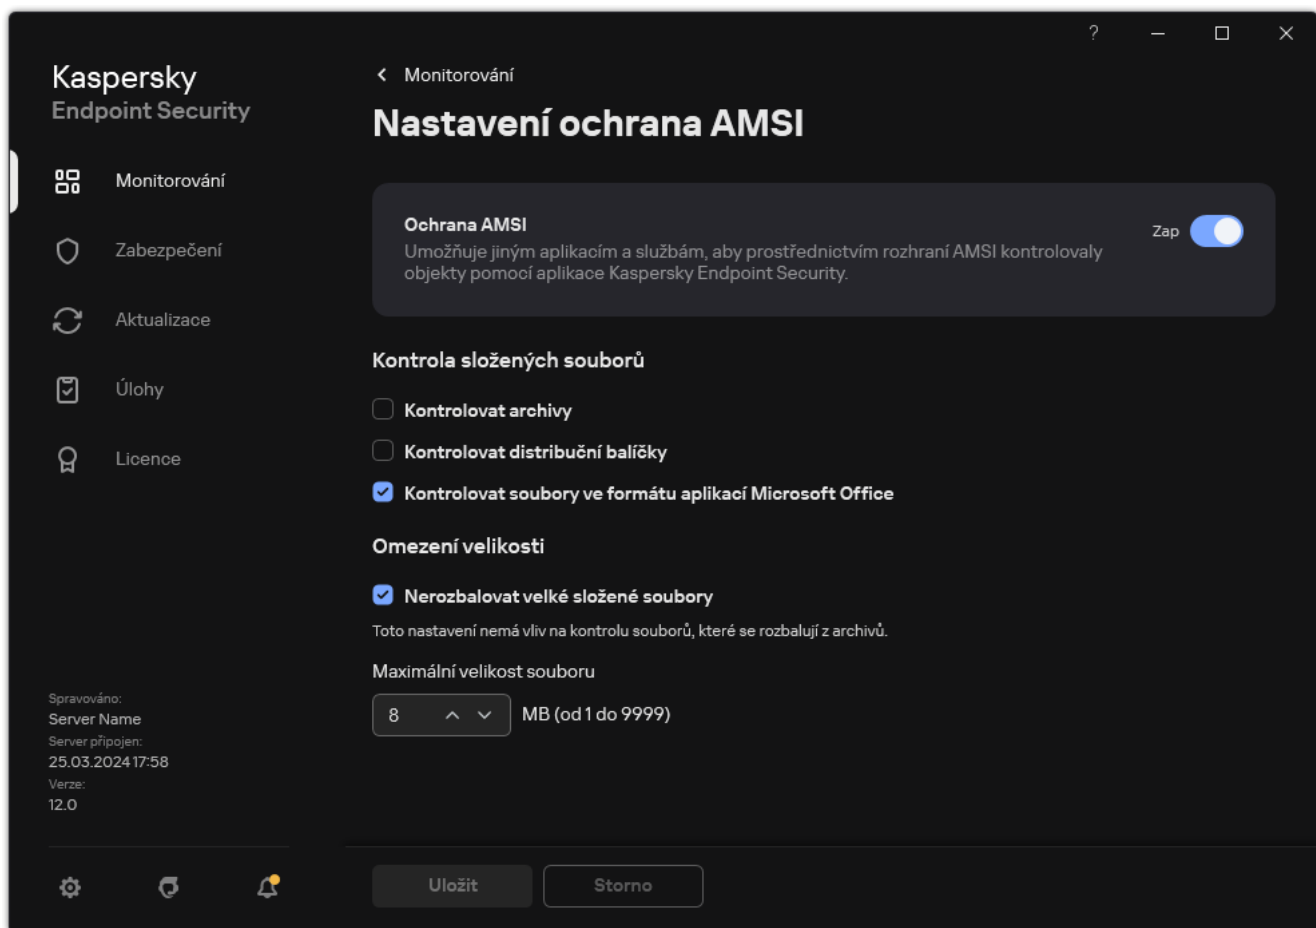 ?
Kaspersky
Endpoint Security
Monitorování
Zabezpečení
Aktualizace
Úlohy
Licence
Spravováno:
Server Name
Server připojen:
25.03.2024 17:58
Verze:
12.0
Monitorování
Nastavení ochrana AMSI
Ochrana AMSI
Umožňuje jiným aplikacím a službám, aby prostřednictvím rozhraní AMSI kontrolovaly
objekty pomocí aplikace Kaspersky Endpoint Security.
Zap
Kontrola složených souborů
Kontrolovat archivy
Kontrolovat distribuční balíčky
Kontrolovat soubory ve formátu aplikací Microsoft Office
Omezení velikosti
Nerozbalovat velké složené soubory
Toto nastavení nemá vliv na kontrolu souborů, které se rozbalují z archivů.
Maximální velikost souboru
8 MB (od 1 do 9999)
Uložit
Storno